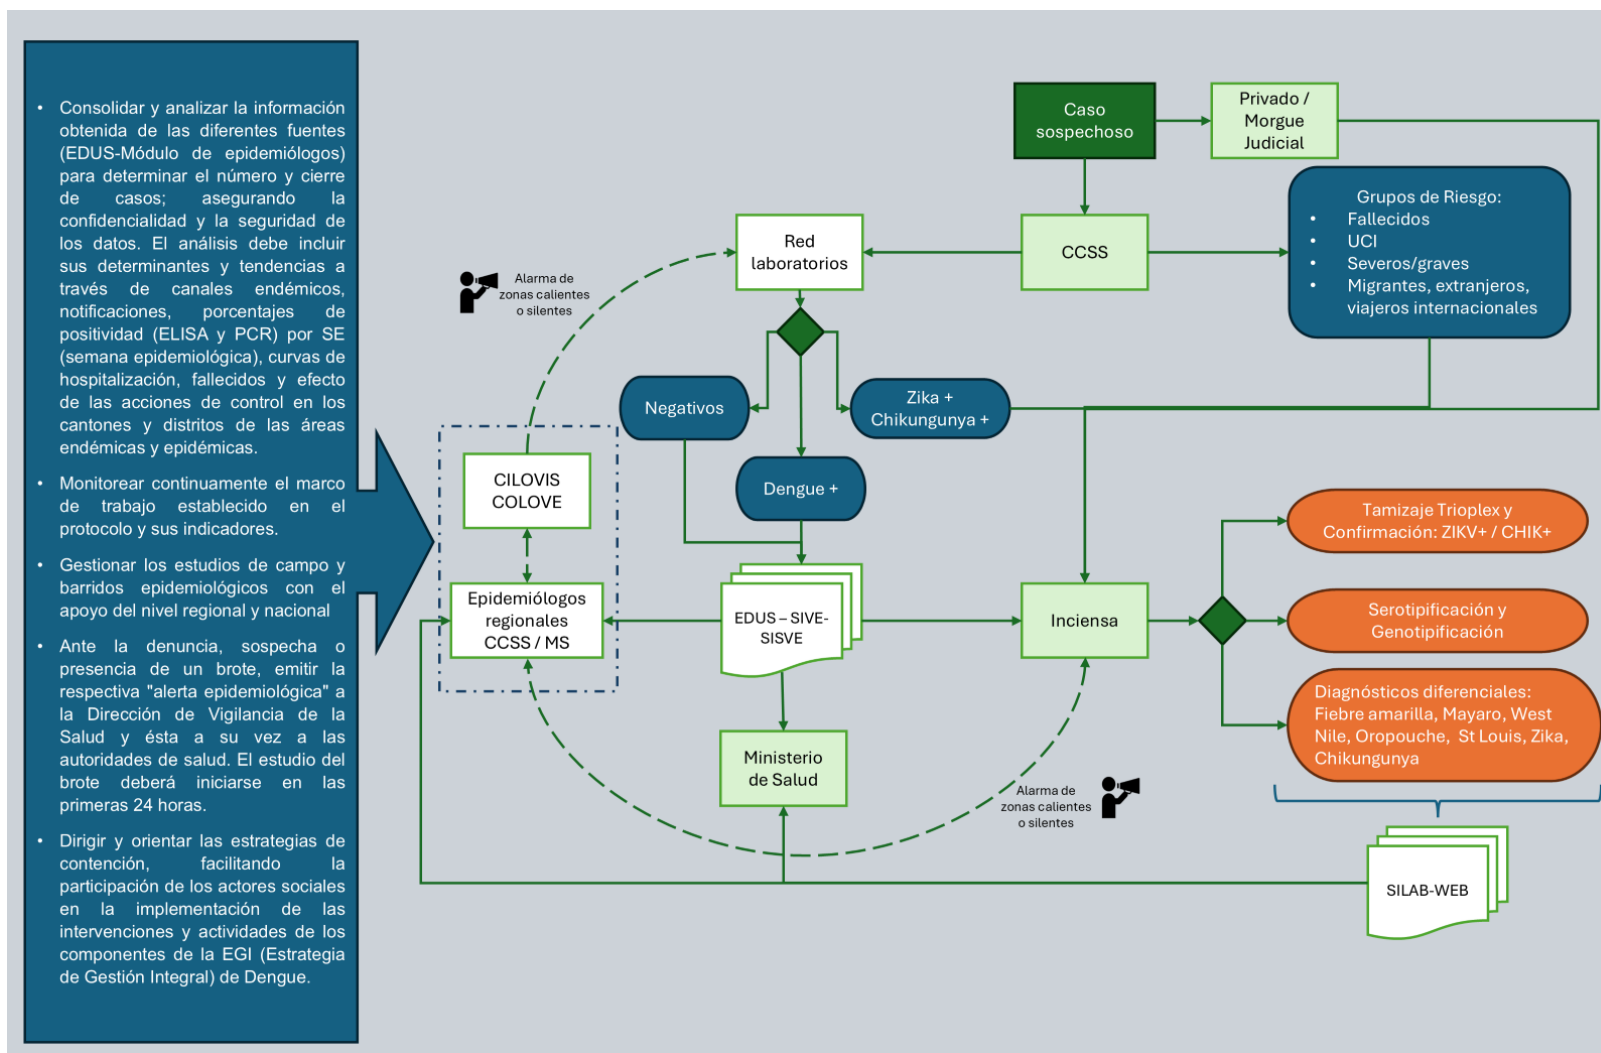 • Consolidar y analizar la información
obtenida de las diferentes fuentes
(EDUS-Módulo de epidemiólogos)
para determinar el número y cierre
de casos; asegurando la
confidencialidad y la seguridad de
los datos. El análisis debe incluir
sus determinantes y tendencias a
través de canales endémicos,
notificaciones, porcentajes de
positividad (ELISA y PCR) por SE
(semana epidemiológica), curvas de
hospitalización, fallecidos y efecto
de las acciones de control en los
cantones y distritos de las áreas
endémicas y epidémicas.
• Monitorear continuamente el marco
de trabajo establecido en el
protocolo y sus indicadores.
• Gestionar los estudios de campo y
barridos epidemiológicos con el
apoyo del nivel regional y nacional
• Ante la denuncia, sospecha o
presencia de un brote, emitir la
respectiva "alerta epidemiológica" a
la Dirección de Vigilancia de la
Salud y ésta a su vez a las
autoridades de salud. El estudio del
brote deberá iniciarse en las
primeras 24 horas.
• Dirigir y orientar las estrategias de
contención, facilitando la
participación de los actores sociales
en la implementación de las
intervenciones y actividades de los
componentes de la EGI (Estrategia
de Gestión Integral) de Dengue.
Caso
sospechoso
Privado /
Morgue
Judicial
Grupos de Riesgo:
• Fallecidos
• UCI
• Severos/graves
• Migrantes, extranjeros,
viajeros internacionales
CCSS
Red
laboratorios
Alarma de
zonas calientes
o silentes
Negativos
Zika +
Chikungunya +
Dengue +
CILOVIS
COLOVE
Epidemiólogos
regionales
CCSS / MS
EDUS – SIVE-
SISVE
Inciensa
Tamizaje Trioplex y
Confirmación: ZIKV+ / CHIK+
Serotipificación y
Genotipificación
Diagnósticos diferenciales:
Fiebre amarilla, Mayaro, West
Nile, Oropouche, St Louis, Zika,
Chikungunya
Ministerio
de Salud
Alarma de
zonas calientes
o silentes
SILAB-WEB